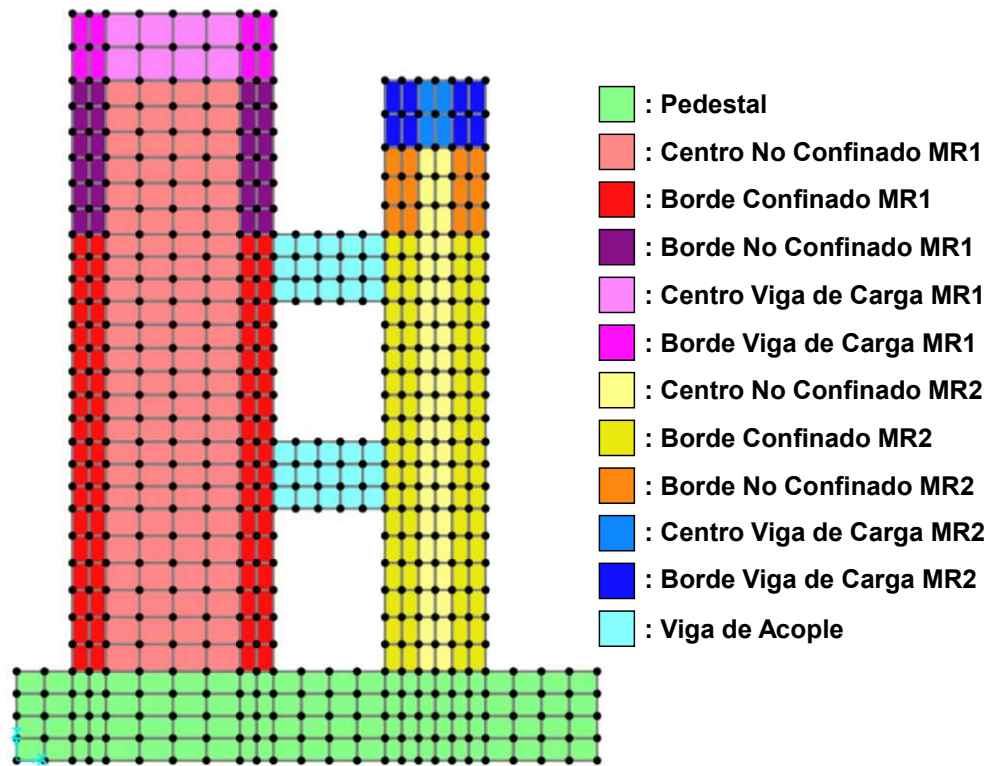 : Pedestal
: Centro No Confinado MR1
: Borde Confinado MR1
: Borde No Confinado MR1
: Centro Viga de Carga MR1
: Borde Viga de Carga MR1
: Centro No Confinado MR2
: Borde Confinado MR2
: Borde No Confinado MR2
: Centro Viga de Carga MR2
: Borde Viga de Carga MR2
: Viga de Acople